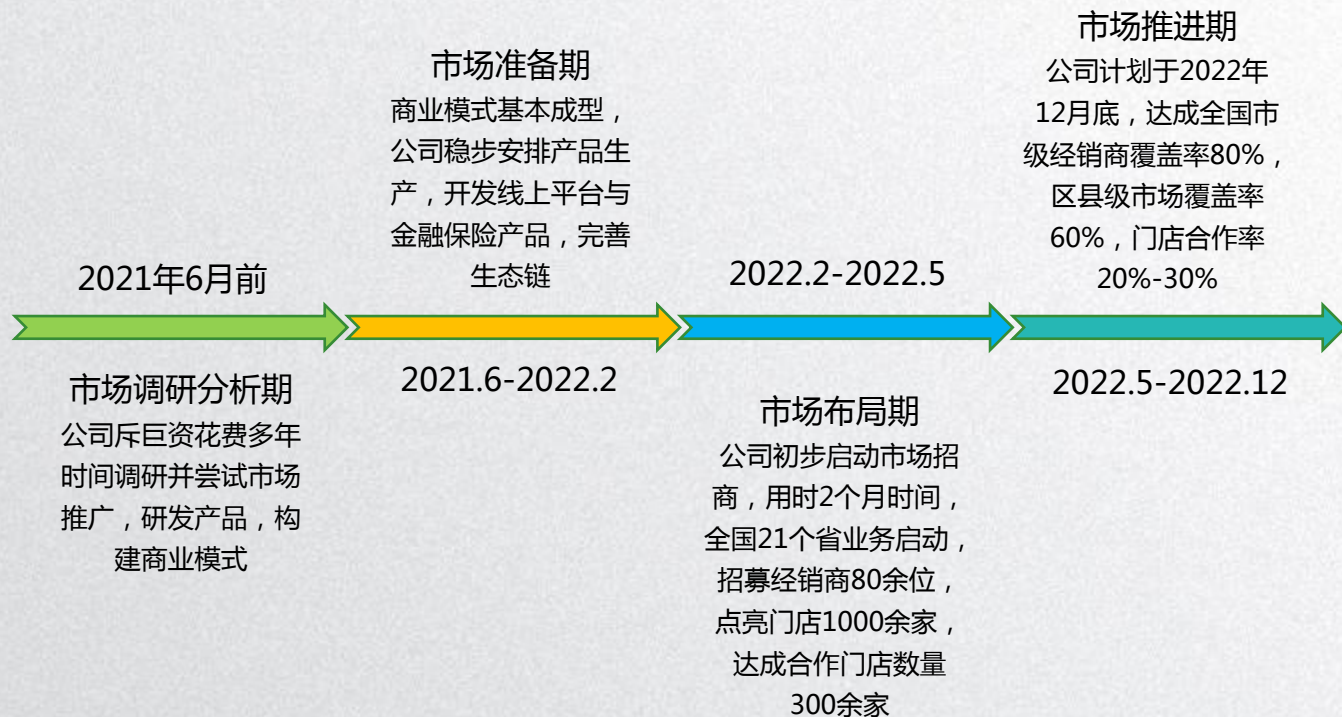 2021年6月前
市场调研分析期
公司斥巨资花费多年
时间调研并尝试市场
推广，研发产品，构
建商业模式
市场准备期
商业模式基本成型，
公司稳步安排产品生
产，开发线上平台与
金融保险产品，完善
生态链
2021.6-2022.2
2022.2-2022.5
市场布局期
公司初步启动市场招
商，用时2个月时间，
全国21个省业务启动，
招募经销商80余位，
点亮门店1000余家，
达成合作门店数量
300余家
市场推进期
公司计划于2022年
12月底，达成全国市
级经销商覆盖率80%，
区县级市场覆盖率
60%，门店合作率
20%-30%
2022.5-2022.12